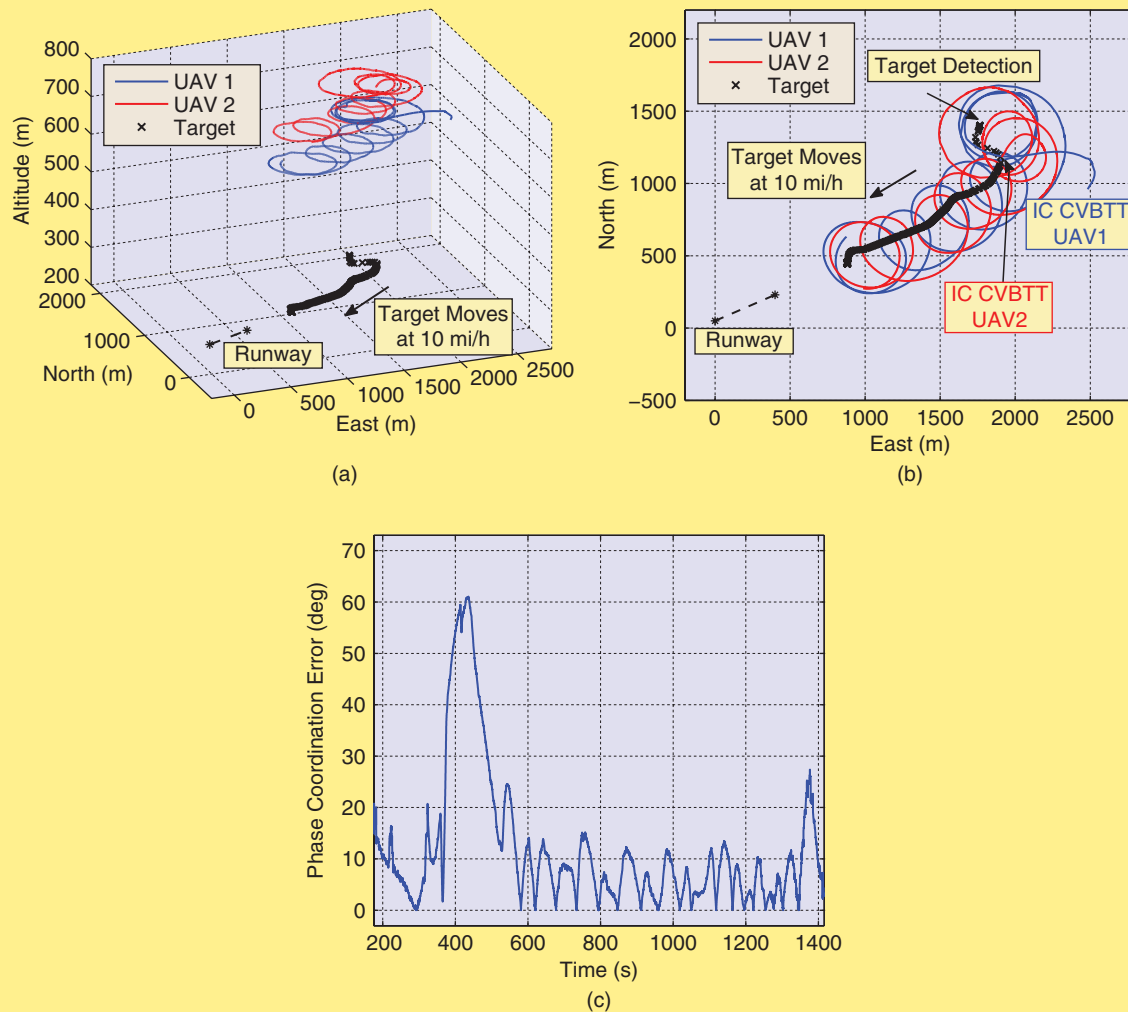 800
700
600
500
400
300
200
Altitude (m)
UAV 1
UAV 2
Target
2000
1000
0
North (m)
0
500
1000
1500
2000
2500
East (m)
Target Moves
at 10 mi/h
Runway
(a)
2000
1500
1000
500
0
−500
North (m)
UAV 1
UAV 2
Target
Target Detection
Target Moves
at 10 mi/h
IC CVBTT
UAV1
IC CVBTT
UAV2
Runway
0
500
1000
1500
2000
2500
East (m)
(b)
70
60
50
40
30
20
10
0
Phase Coordination Error (deg)
200
400
600
800
1000
1200
1400
Time (s)
(c)